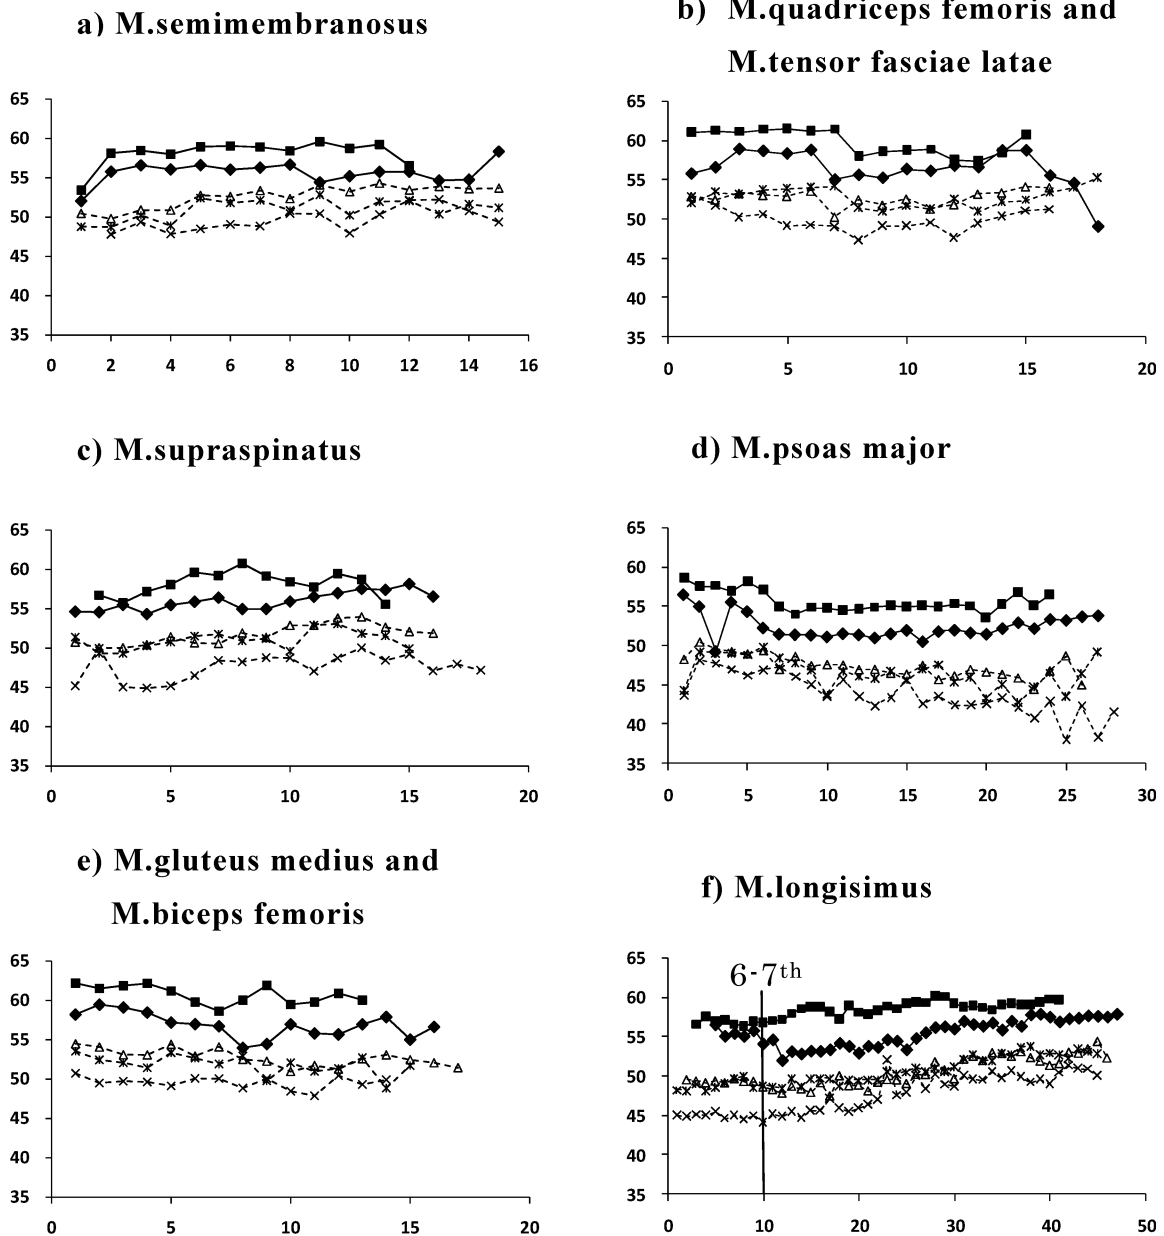 a) M.semimembranosus
65
60
55
50
45
40
35
0 2 4 6 8 10 12 14 16
b) M.quadriceps femoris and
M.tensor fasciae latae
65
60
55
50
45
40
35
0 5 10 15 20
c) M.supraspinatus
65
60
55
50
45
40
35
0 5 10 15 20
d) M.psoas major
65
60
55
50
45
40
35
0 5 10 15 20 25 30
e) M.gluteus medius and
M.biceps femoris
65
60
55
50
45
40
35
0 5 10 15 20
f) M.longisimus
6-7th
65
60
55
50
45
40
35
0 10 20 30 40 50